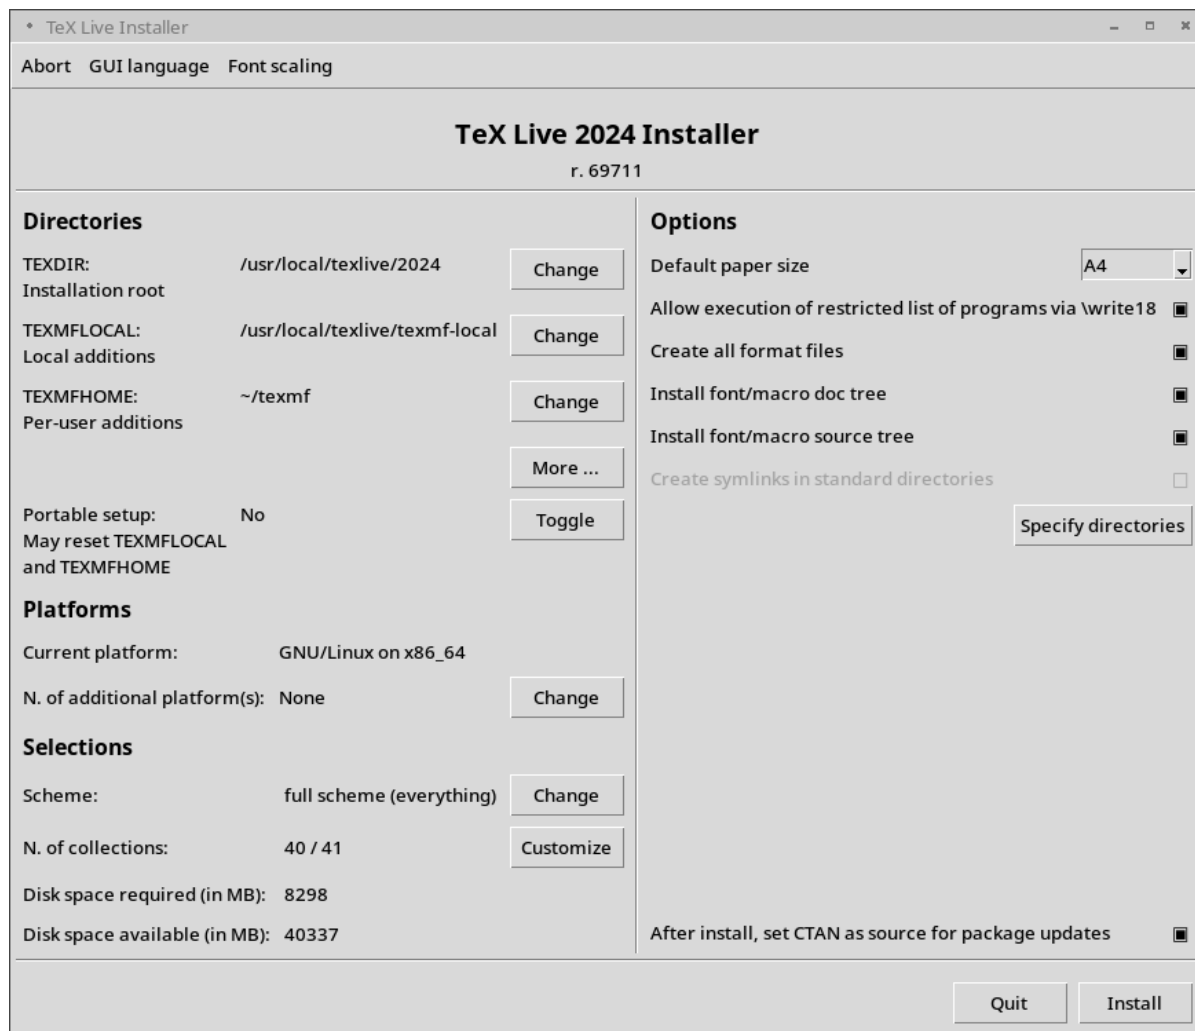 TeX Live Installer
Abort GUI language Font scaling
TeX Live 2024 Installer
r. 69711
Directories
TEXDIR: /usr/local/texlive/2024 Change
Installation root
TEXMFLOCAL: /usr/local/texlive/texmf-local Change
Local additions
TEXMFHOME: ~/texmf Change
Per-user additions
More ...
Portable setup: No Toggle
May reset TEXMFLOCAL
and TEXMFHOME
Platforms
Current platform: GNU/Linux on x86_64
N. of additional platform(s): None Change
Selections
Scheme: full scheme (everything) Change
N. of collections: 40 / 41 Customize
Disk space required (in MB): 8298
Disk space available (in MB): 40337
Options
Default paper size A4
Allow execution of restricted list of programs via \write18
Create all format files
Install font/macro doc tree
Install font/macro source tree
Create symlinks in standard directories
Specify directories
After install, set CTAN as source for package updates
Quit Install